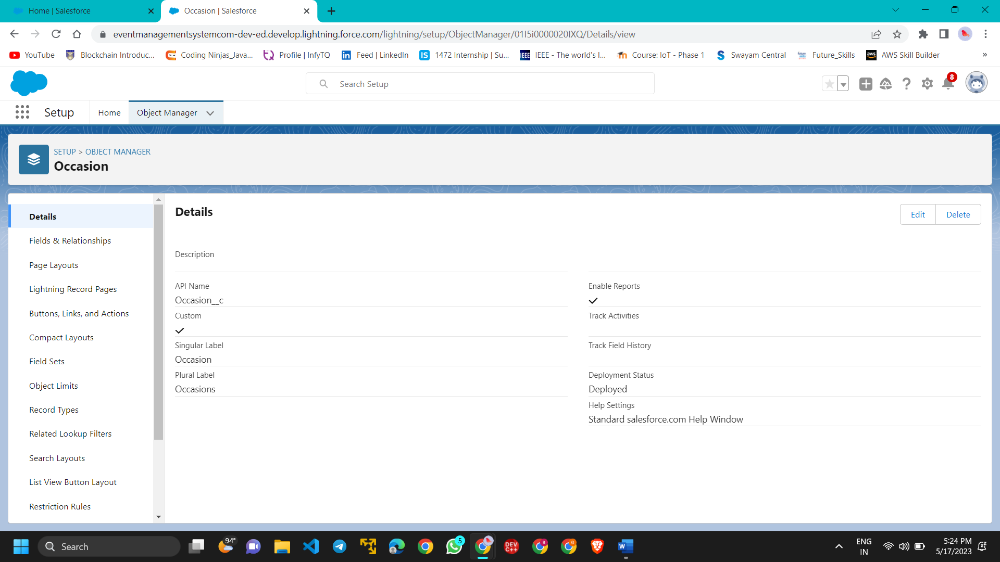 Home | Salesforce
Occasion | Salesforce
eventmanagementsystemcom-dev-ed.develop.lightning.force.com/lightning/setup/ObjectManager/01I5i0000020IXQ/Details/view
YouTube
Blockchain Introduc...
Coding Ninjas_Java...
Profile | InfyTQ
Feed | LinkedIn
1472 Internship | Su...
IEEE - The world's l...
Course: IoT - Phase 1
Swayam Central
Future_Skills
AWS Skill Builder
»
Search Setup
8
Setup
Home
Object Manager
SETUP > OBJECT MANAGER
Occasion
Details
Fields & Relationships
Page Layouts
Lightning Record Pages
Buttons, Links, and Actions
Compact Layouts
Field Sets
Object Limits
Record Types
Related Lookup Filters
Search Layouts
List View Button Layout
Restriction Rules
Details
Edit
Delete
Description
API Name
Occasion__c
Custom
Singular Label
Occasion
Plural Label
Occasions
Enable Reports
Track Activities
Track Field History
Deployment Status
Deployed
Help Settings
Standard salesforce.com Help Window
Search
94°
5
DEV
C++
B
G
W
ENG
IN
5:24 PM
5/17/2023